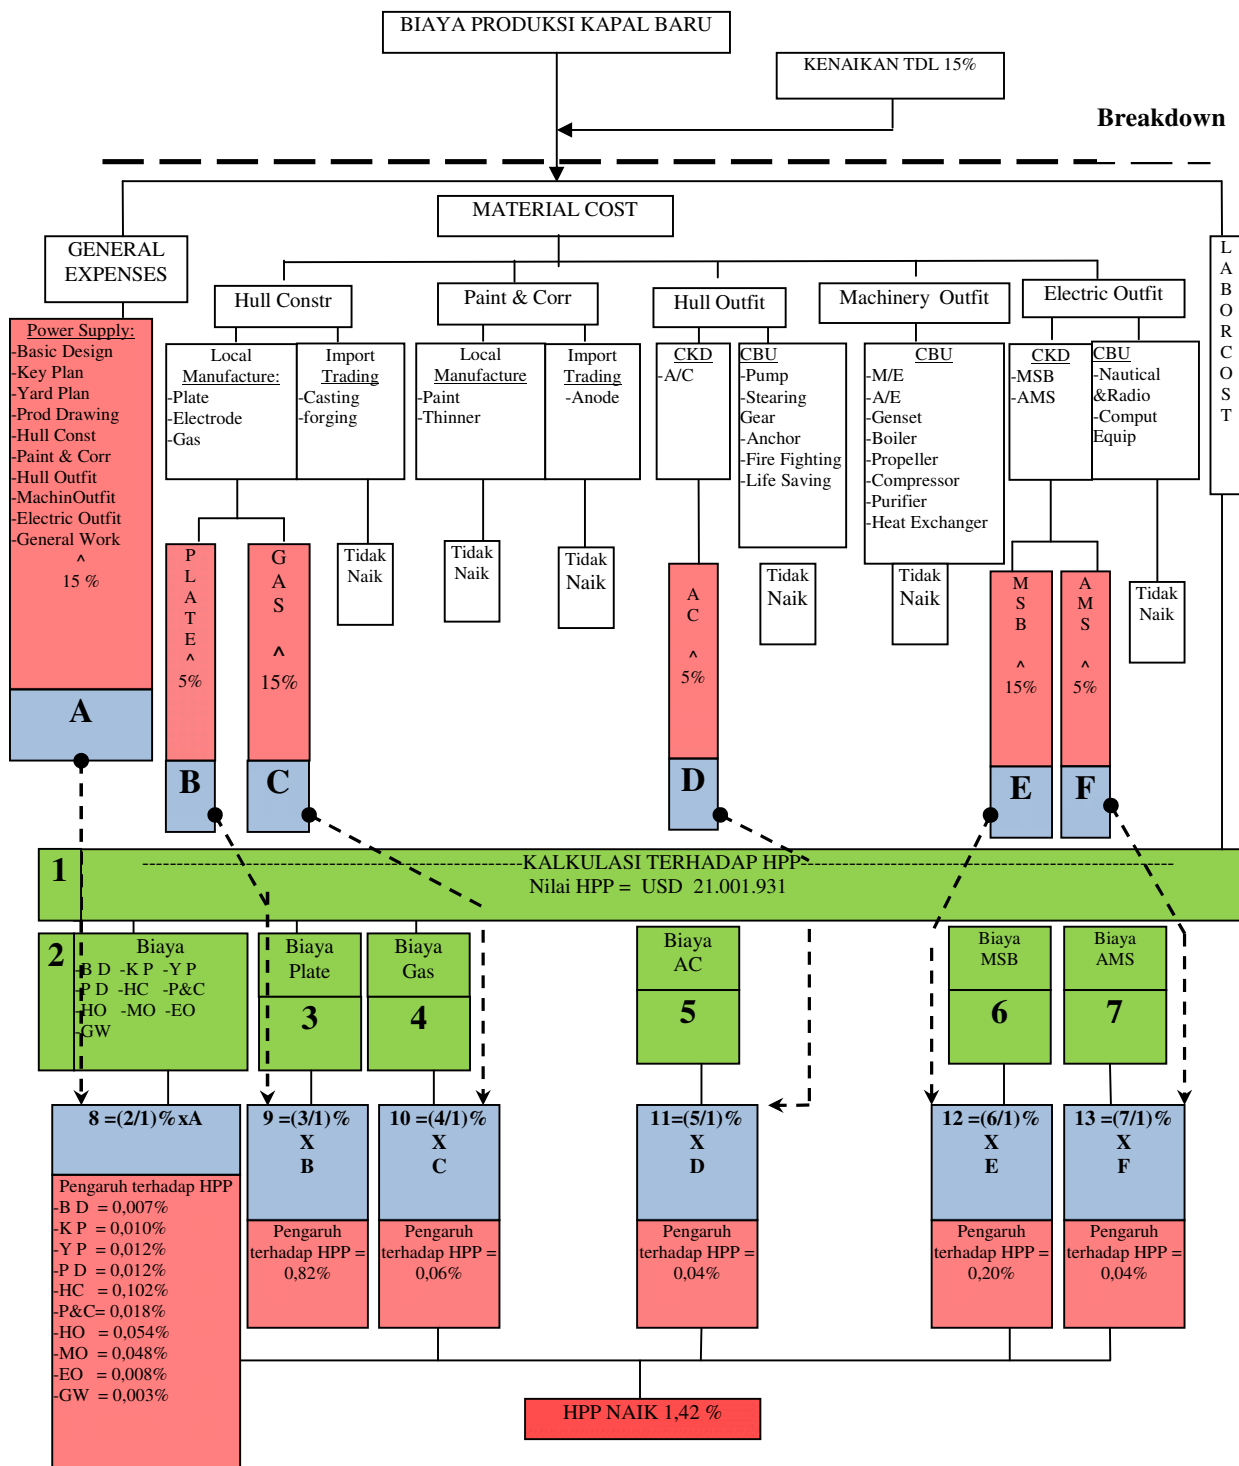 BIAYA PRODUKSI KAPAL BARU
KENAIKAN TDL 15%
Breakdown
MATERIAL COST
GENERAL
EXPENSES
L
A
B
O
R
C
O
S
T
Hull Constr
Paint & Corr
Hull Outfit
Machinery Outfit
Electric Outfit
Power Supply:
-Basic Design
-Key Plan
-Yard Plan
-Prod Drawing
-Hull Const
-Paint & Corr
-Hull Outfit
-MachinOutfit
-Electric Outfit
-General Work
^
15 %
A
Local
Manufacture:
-Plate
-Electrode
-Gas
Import
Trading
-Casting
-forging
Local
Manufacture
-Paint
-Thinner
Import
Trading
-Anode
CKD
-A/C
CBU
-Pump
-Stearing
Gear
-Anchor
-Fire Fighting
-Life Saving
CBU
-M/E
-A/E
-Genset
-Boiler
-Propeller
-Compressor
-Purifier
-Heat Exchanger
CKD
-MSB
-AMS
CBU
-Nautical
&Radio
-Comput
Equip
P
L
A
T
E
^
5%
B
G
A
S
^
15%
C
Tidak
Naik
Tidak
Naik
Tidak
Naik
A
C
^
5%
D
Tidak
Naik
Tidak
Naik
M
S
B
^
15%
E
A
M
S
^
5%
F
Tidak
Naik
1
KALKULASI TERHADAP HPP
Nilai HPP = USD 21.001.931
2
Biaya
-B D -K P -Y P
-P D -HC -P&C
-HO -MO -EO
-GW
Biaya
Plate
3
Biaya
Gas
4
Biaya
AC
5
Biaya
MSB
6
Biaya
AMS
7
8 =(2/1)% xA
Pengaruh terhadap HPP
-B D = 0,007%
-K P = 0,010%
-Y P = 0,012%
-P D = 0,012%
-HC = 0,102%
-P&C= 0,018%
-HO = 0,054%
-MO = 0,048%
-EO = 0,008%
-GW = 0,003%
9 =(3/1)%
X
B
Pengaruh
terhadap HPP =
0,82%
10 =(4/1)%
X
C
Pengaruh
terhadap HPP =
0,06%
11=(5/1)%
X
D
Pengaruh
terhadap HPP =
0,04%
12 =(6/1)%
X
E
Pengaruh
terhadap HPP =
0,20%
13 =(7/1)%
X
F
Pengaruh
terhadap HPP =
0,04%
HPP NAIK 1,42 %